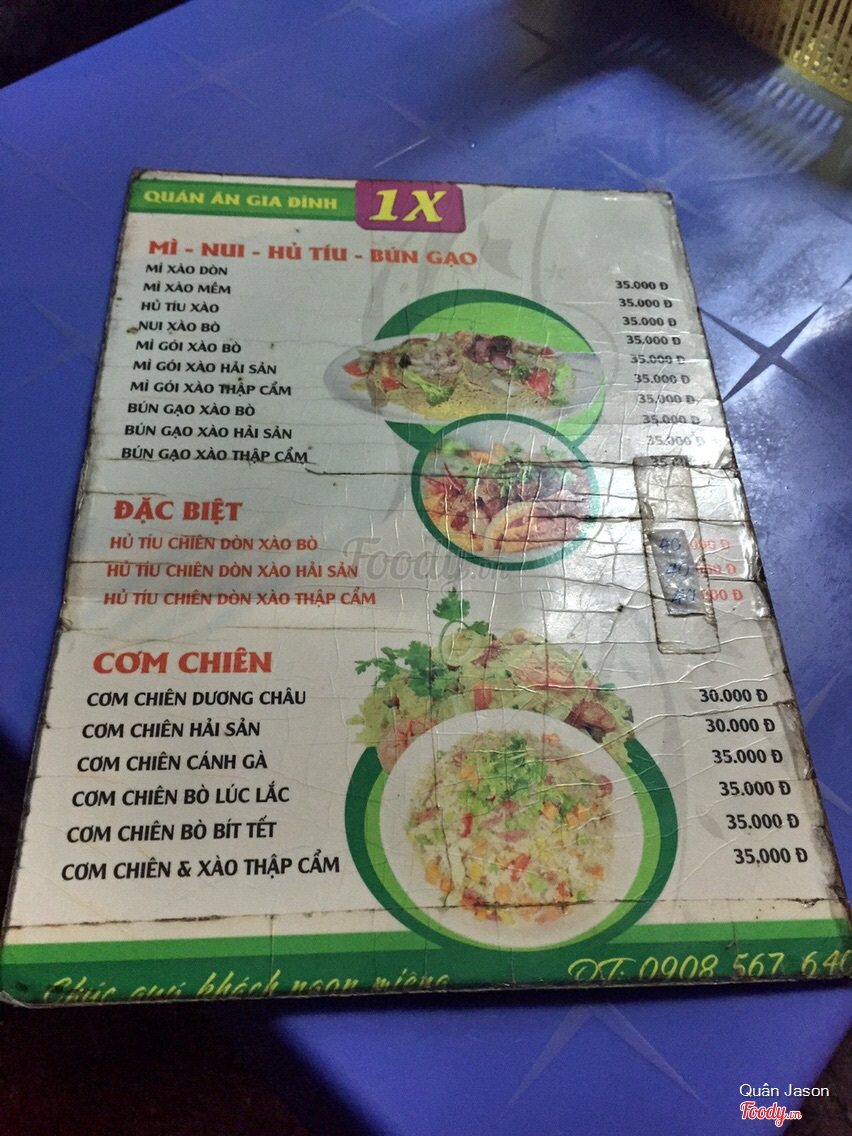 QUÁN ĂN GIA ĐÌNH 1X
MÌ - NUI - HỦ TÍU - BÚN GẠO
MÌ XÀO DÒN 35.000 Đ
MÌ XÀO MỀM 35.000 Đ
HỦ TÍU XÀO 35.000 Đ
NUI XÀO BÒ 35.000 Đ
MÌ GÓI XÀO BÒ 35.000 Đ
MÌ GÓI XÀO HẢI SẢN 35.000 Đ
MÌ GÓI XÀO THẬP CẨM 35.000 Đ
BÚN GẠO XÀO BÒ 35.000 Đ
BÚN GẠO XÀO HẢI SẢN 35.000 Đ
BÚN GẠO XÀO THẬP CẨM
ĐẶC BIỆT
HỦ TÍU CHIÊN DÒN XÀO BÒ 40.000 Đ
HỦ TÍU CHIÊN DÒN XÀO HẢI SẢN 40.000 Đ
HỦ TÍU CHIÊN DÒN XÀO THẬP CẨM
Foody.vn
CƠM CHIÊN
CƠM CHIÊN DƯƠNG CHÂU 30.000 Đ
CƠM CHIÊN HẢI SẢN 30.000 Đ
CƠM CHIÊN CÁNH GÀ 35.000 Đ
CƠM CHIÊN BÒ LÚC LẮC 35.000 Đ
CƠM CHIÊN BÒ BÍT TẾT 35.000 Đ
CƠM CHIÊN & XÀO THẬP CẨM 35.000 Đ
Chúc quý khách ngon miệng ĐT: 0908 567 640
Quân Jason
Foody.vn